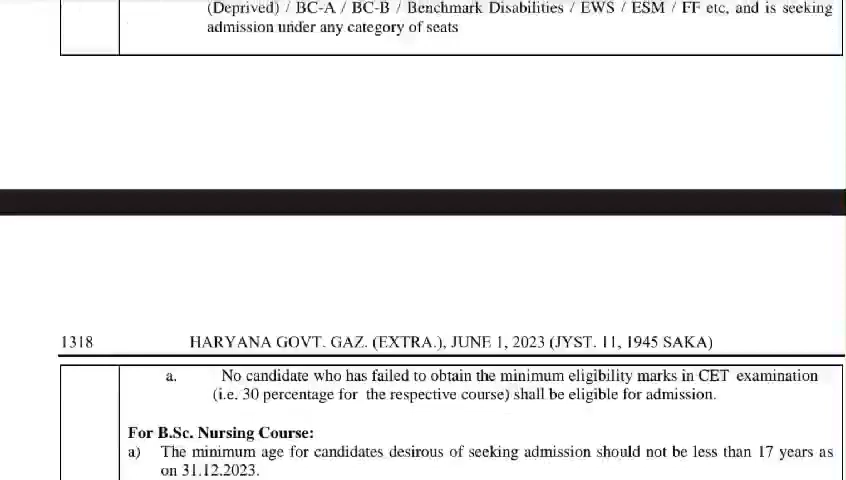 (Deprived) / BC-A / BC-B / Benchmark Disabilities / EWS / ESM / FF etc, and is seeking
admission under any category of seats
1318 HARYANA GOVT. GAZ. (EXTRA.), JUNE 1, 2023 (JYST. 11, 1945 SAKA)
a. No candidate who has failed to obtain the minimum eligibility marks in CET examination
(i.e. 30 percentage for the respective course) shall be eligible for admission.
For B.Sc. Nursing Course:
a) The minimum age for candidates desirous of seeking admission should not be less than 17 years as
on 31.12.2023.